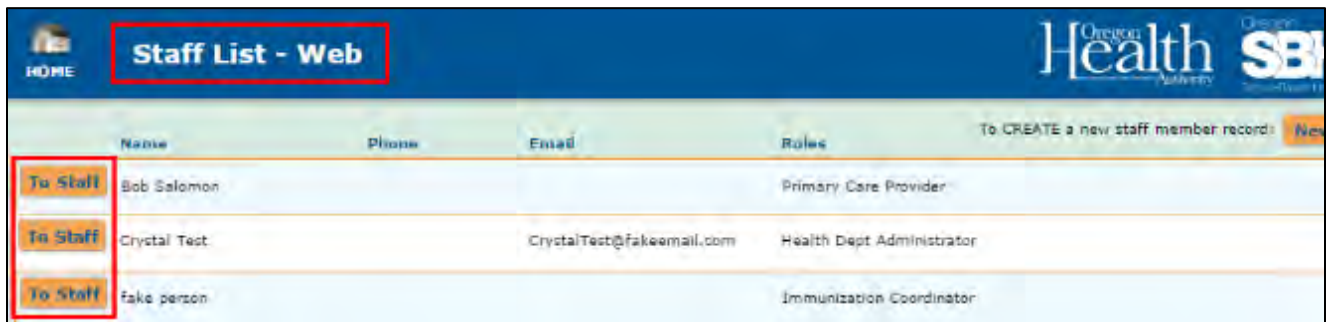 HOME
Staff List - Web
Oregon
Health
Authority
Oregon
SB
Name Phone Email Roles To CREATE a new staff member record: New
To Staff Bob Salomon Primary Care Provider
To Staff Crystal Test CrystalTest@fakeemail.com Health Dept Administrator
To Staff fake person Immunization Coordinator